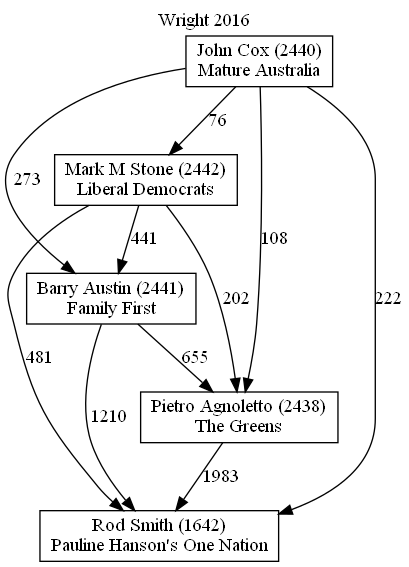 Wright 2016
John Cox (2440)
Mature Australia
76
Mark M Stone (2442)
Liberal Democrats
273
441
108
Barry Austin (2441)
Family First
202
222
481
655
1210
Pietro Agnoletto (2438)
The Greens
1983
Rod Smith (1642)
Pauline Hanson's One Nation